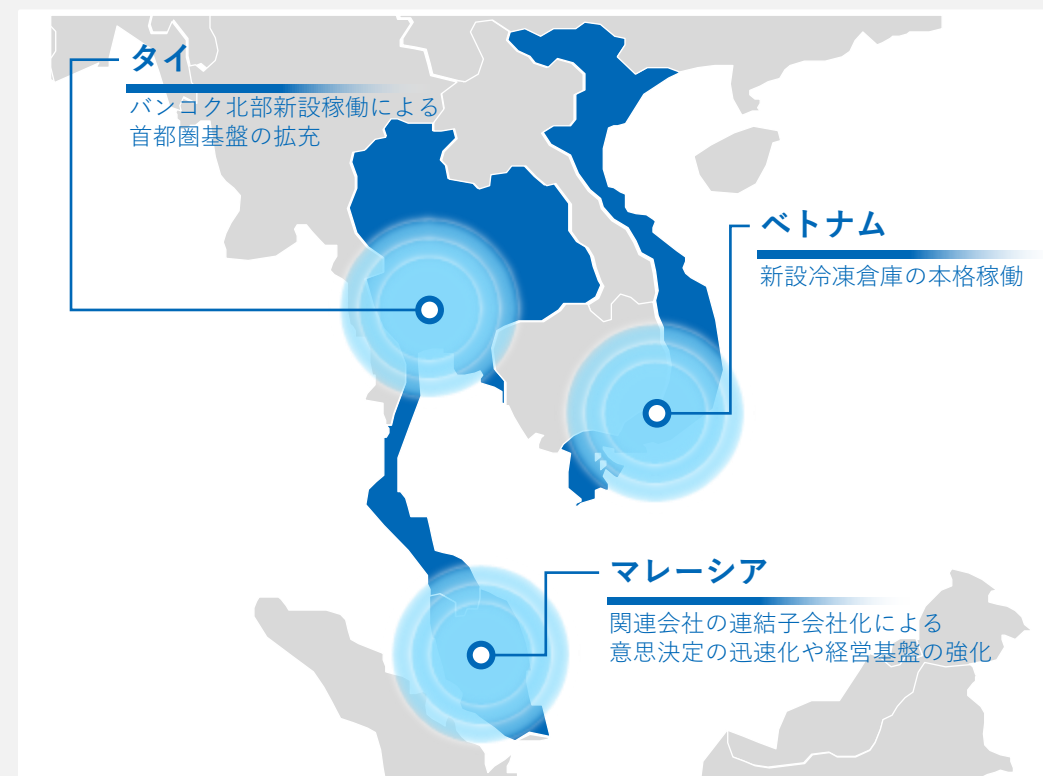 タイ
バンコク北部新設稼働による
首都圏基盤の拡充
ベトナム
新設冷凍倉庫の本格稼働
マレーシア
関連会社の連結子会社化による
意思決定の迅速化や経営基盤の強化